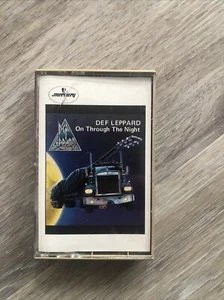 mercury
DEF LEPPARD
On Through The Night